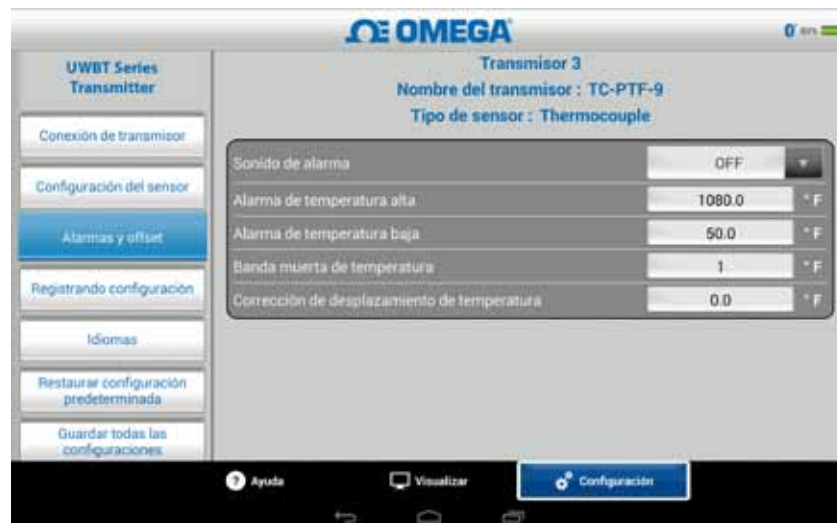 OMEGA
UWBT Series
Transmitter
Conexión de transmisor
Configuración del sensor
Alarmas y offset
Registrando configuración
Idiomas
Restaurar configuración
predeterminada
Guardar todas las
configuraciones
Transmisor 3
Nombre del transmisor : TC-PTF-9
Tipo de sensor : Thermocouple
Sonido de alarma OFF
Alarma de temperatura alta 1080.0 °F
Alarma de temperatura baja 50.0 °F
Banda muerta de temperatura 1 °F
Corrección de desplazamiento de temperatura 0.0 °F
? Ayuda
Visualizar
Configuración